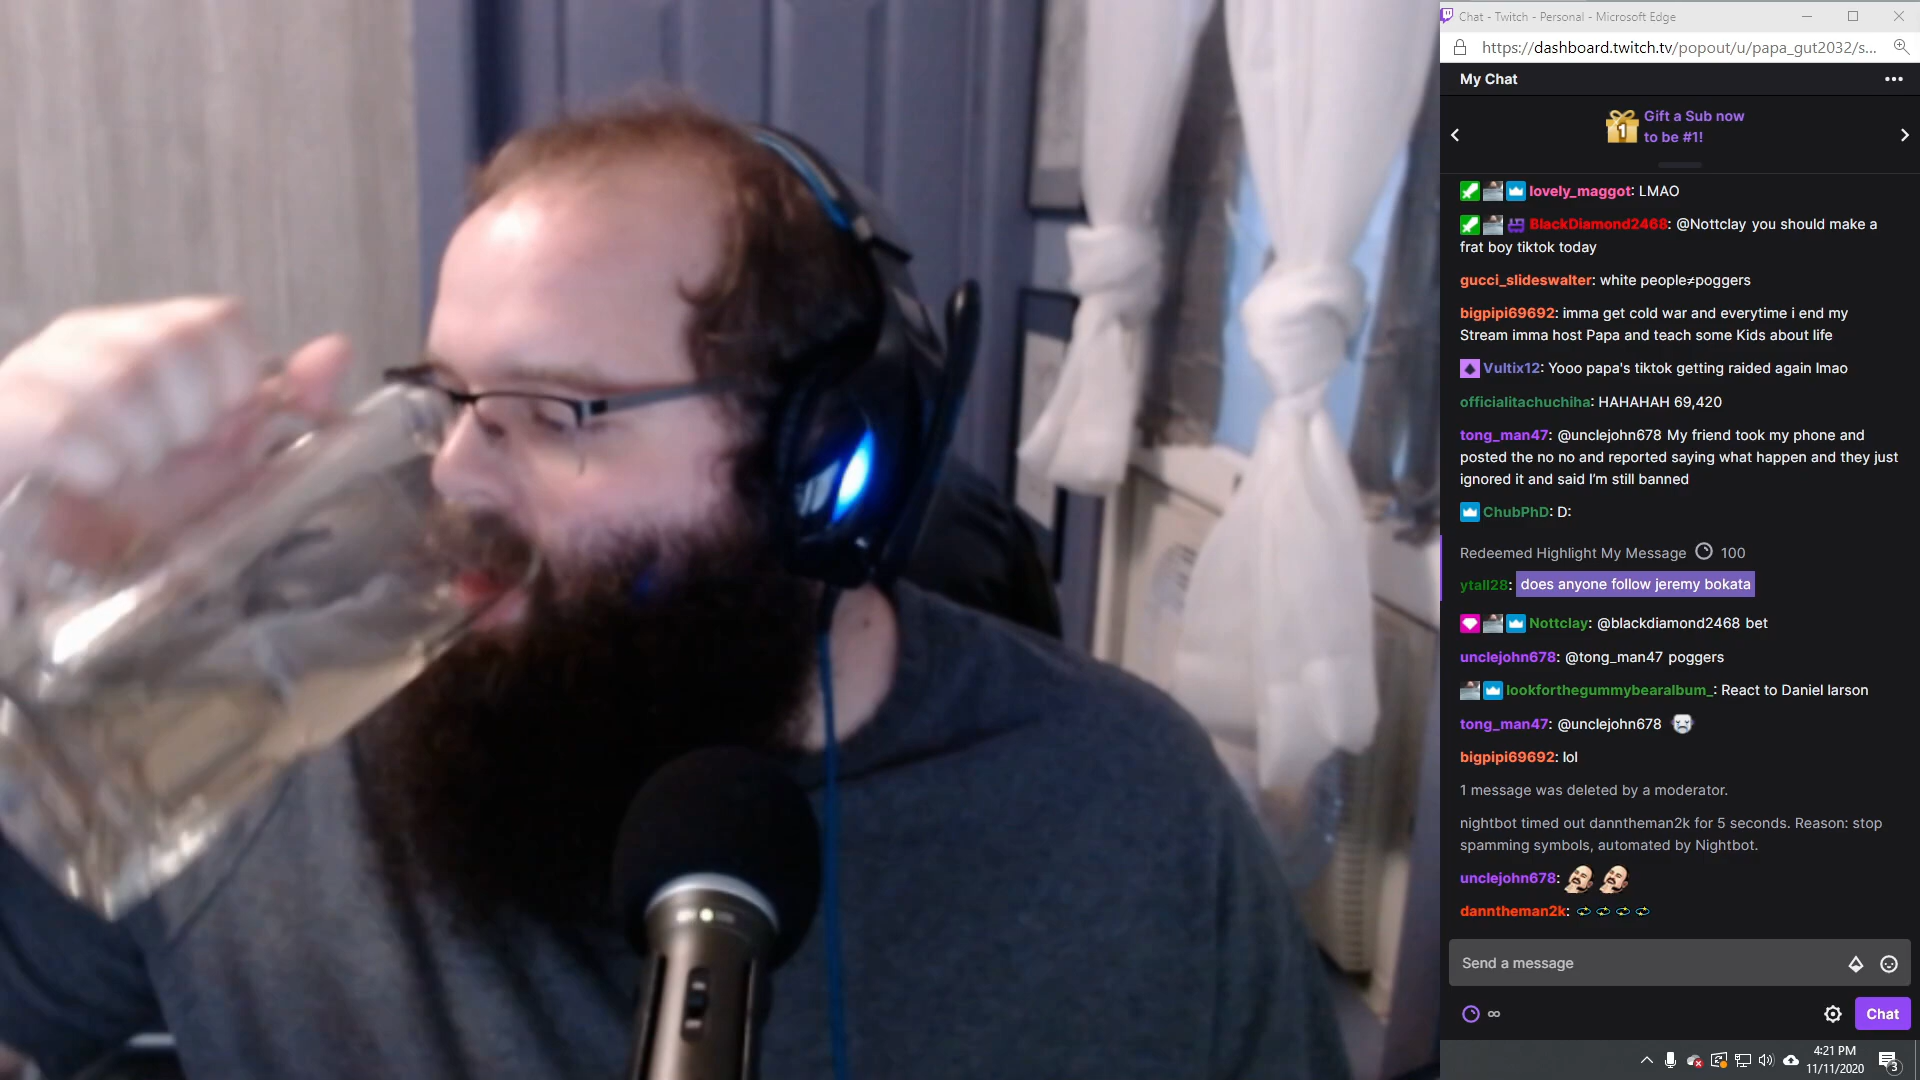 Chat - Twitch - Personal - Microsoft Edge
https://dashboard.twitch.tv/popout/u/papa_gut2032/s...
My Chat
1
Gift a Sub now
to be #1!
lovely_maggot: LMAO
BlackDiamond2468: @Nottclay you should make a
frat boy tiktok today
gucci_slideswalter: white people≠poggers
bigpipi69692: imma get cold war and everytime i end my
Stream imma host Papa and teach some Kids about life
Vultix12: Yooo papa's tiktok getting raided again lmao
officialitachuchiha: HAHAHAH 69,420
tong_man47: @unclejohn678 My friend took my phone and
posted the no no and reported saying what happen and they just
ignored it and said I'm still banned
ChubPhD: D:
Redeemed Highlight My Message 100
ytall28: does anyone follow jeremy bokata
Nottclay: @blackdiamond2468 bet
unclejohn678: @tong_man47 poggers
lookforthegummybearalbum_: React to Daniel larson
tong_man47: @unclejohn678
bigpipi69692: lol
1 message was deleted by a moderator.
nightbot timed out danntheman2k for 5 seconds. Reason: stop
spamming symbols, automated by Nightbot.
unclejohn678:
danntheman2k:
Send a message
∞
Chat
4:21 PM
11/11/2020
3